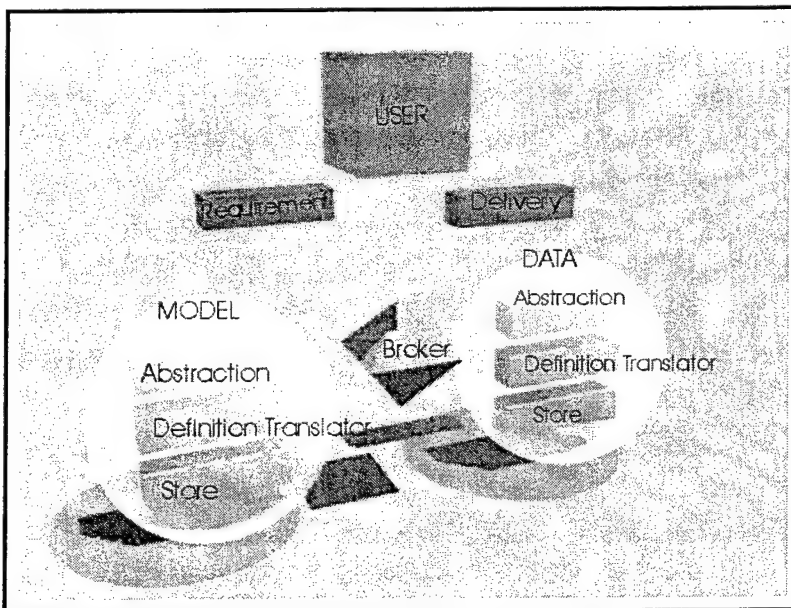 USER
Requirement
Delivery
MODEL
Abstraction
Definition Translator
Store
Broker
DATA
Abstraction
Definition Translator
Store